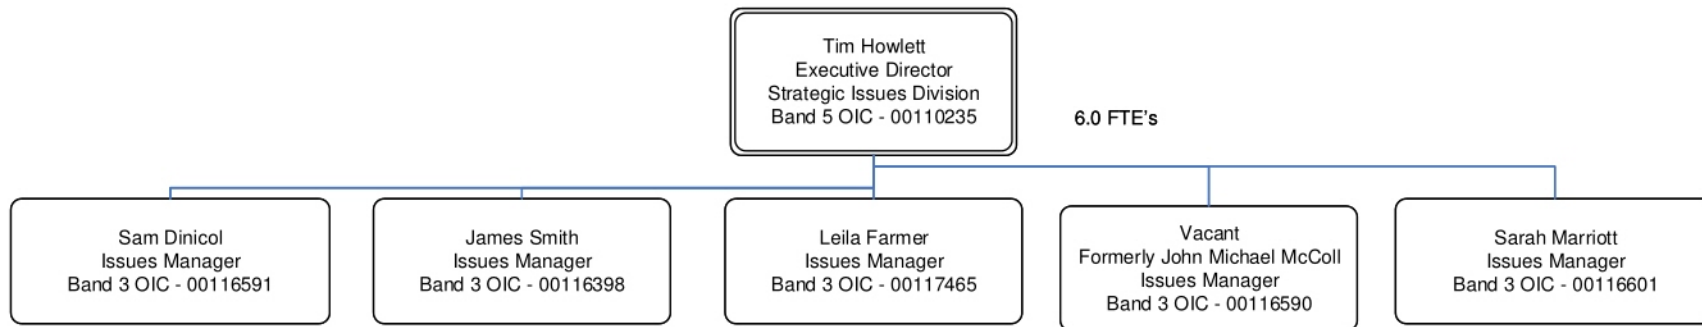 Tim Howlett
Executive Director
Strategic Issues Division
Band 5 OIC - 00110235
6.0 FTE's
Sam Dinicol
Issues Manager
Band 3 OIC - 00116591
James Smith
Issues Manager
Band 3 OIC - 00116398
Leila Farmer
Issues Manager
Band 3 OIC - 00117465
Vacant
Formerly John Michael McColl
Issues Manager
Band 3 OIC - 00116590
Sarah Marriott
Issues Manager
Band 3 OIC - 00116601